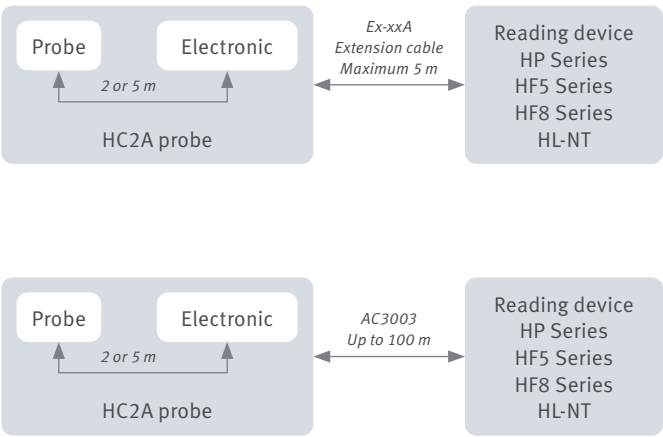 Probe
Electronic
2 or 5 m
HC2A probe
Ex-xxA
Extension cable
Maximum 5 m
Reading device
HP Series
HF5 Series
HF8 Series
HL-NT
Probe
Electronic
2 or 5 m
HC2A probe
AC3003
Up to 100 m
Reading device
HP Series
HF5 Series
HF8 Series
HL-NT